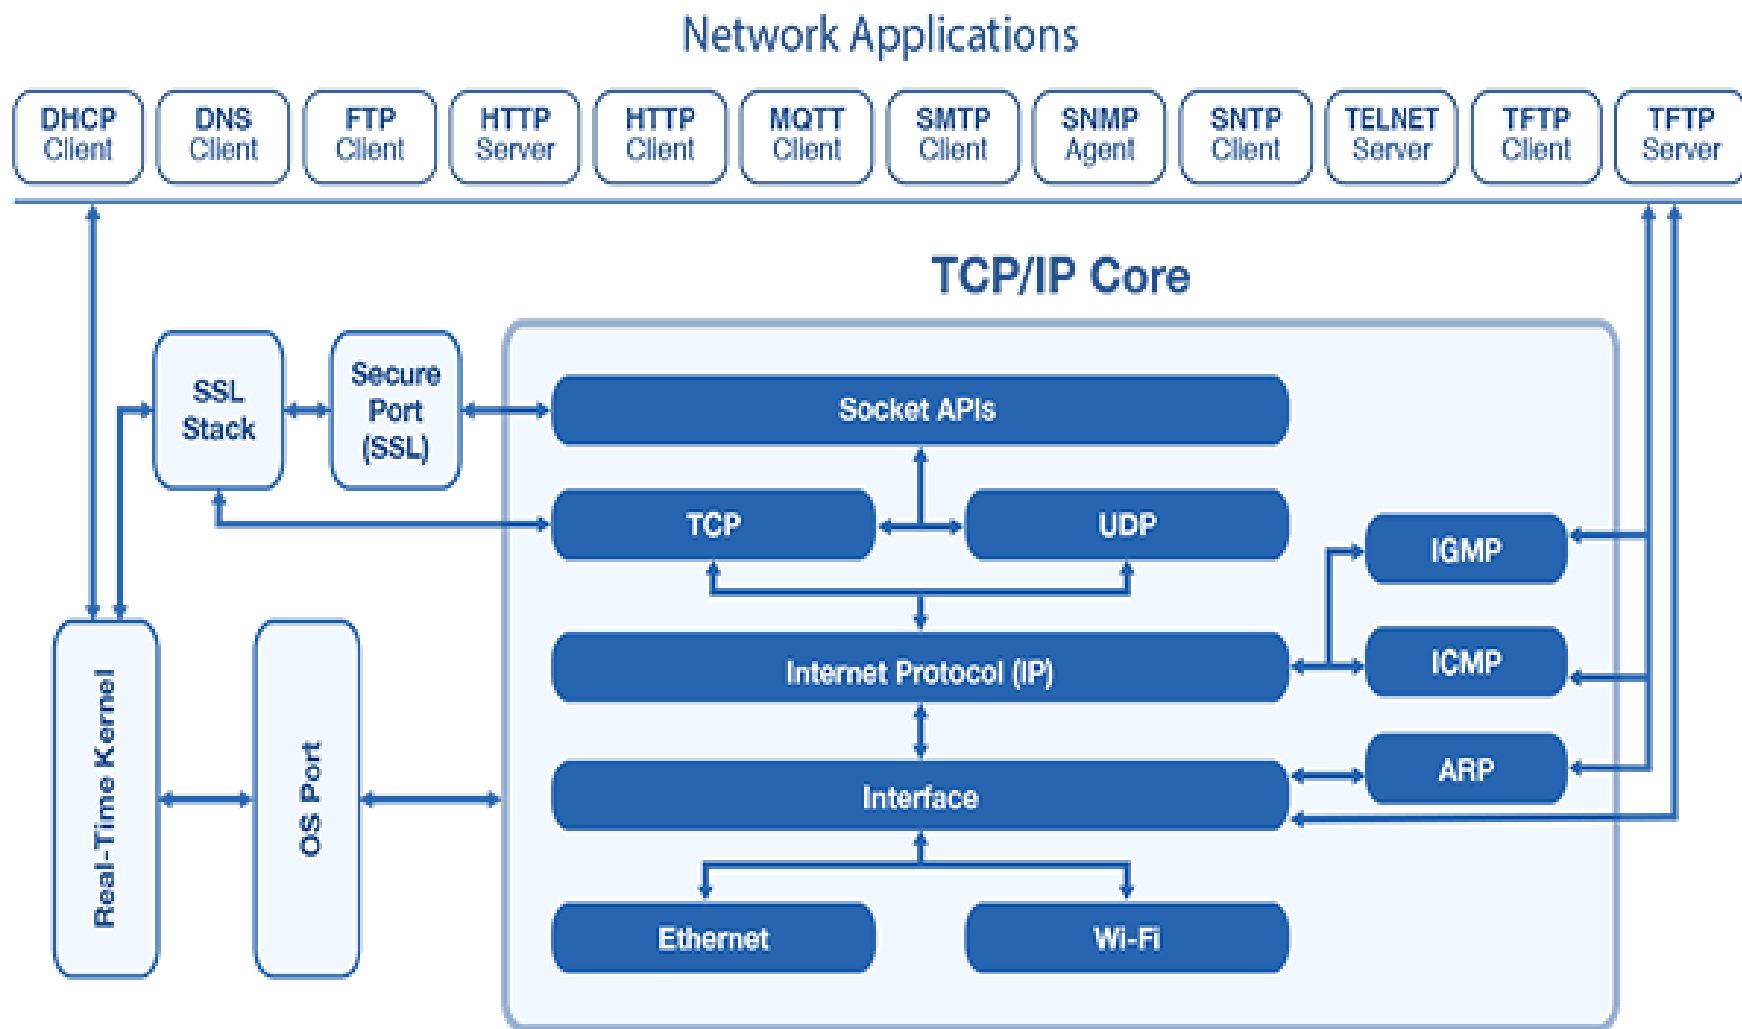 Network Applications
DHCP
Client
DNS
Client
FTP
Client
HTTP
Server
HTTP
Client
MQTT
Client
SMTP
Client
SNMP
Agent
SNTP
Client
TELNET
Server
TFTP
Client
TFTP
Server
TCP/IP Core
SSL
Stack
Secure
Port
(SSL)
Socket APIs
TCP
UDP
IGMP
Internet Protocol (IP)
ICMP
Real-Time Kernel
OS Port
Interface
ARP
Ethernet
Wi-Fi